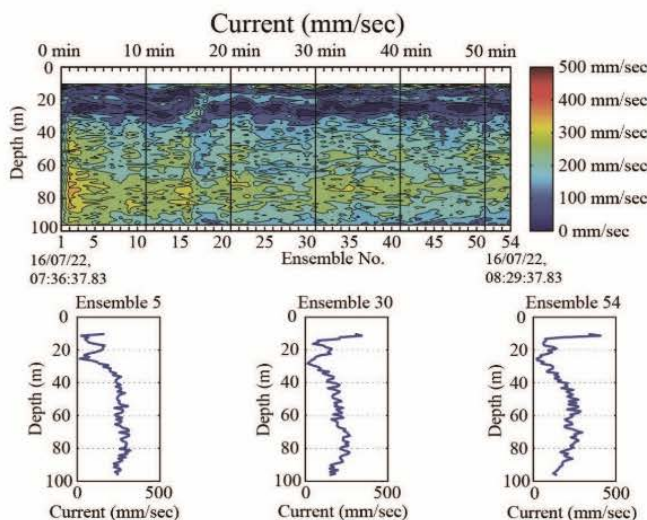 Current (mm/sec)
0 min 10 min 20 min 30 min 40 min 50 min
0
20
40
60
80
100
Depth (m)
1 5 10 15 20 25 30 35 40 45 50 54
Ensemble No.
16/07/22,
07:36:37.83
16/07/22,
08:29:37.83
500 mm/sec
400 mm/sec
300 mm/sec
200 mm/sec
100 mm/sec
0 mm/sec
Ensemble 5
0
20
40
60
80
100
Depth (m)
0 500
Current (mm/sec)
Ensemble 30
0
20
40
60
80
100
Depth (m)
0 500
Current (mm/sec)
Ensemble 54
0
20
40
60
80
100
Depth (m)
0 500
Current (mm/sec)